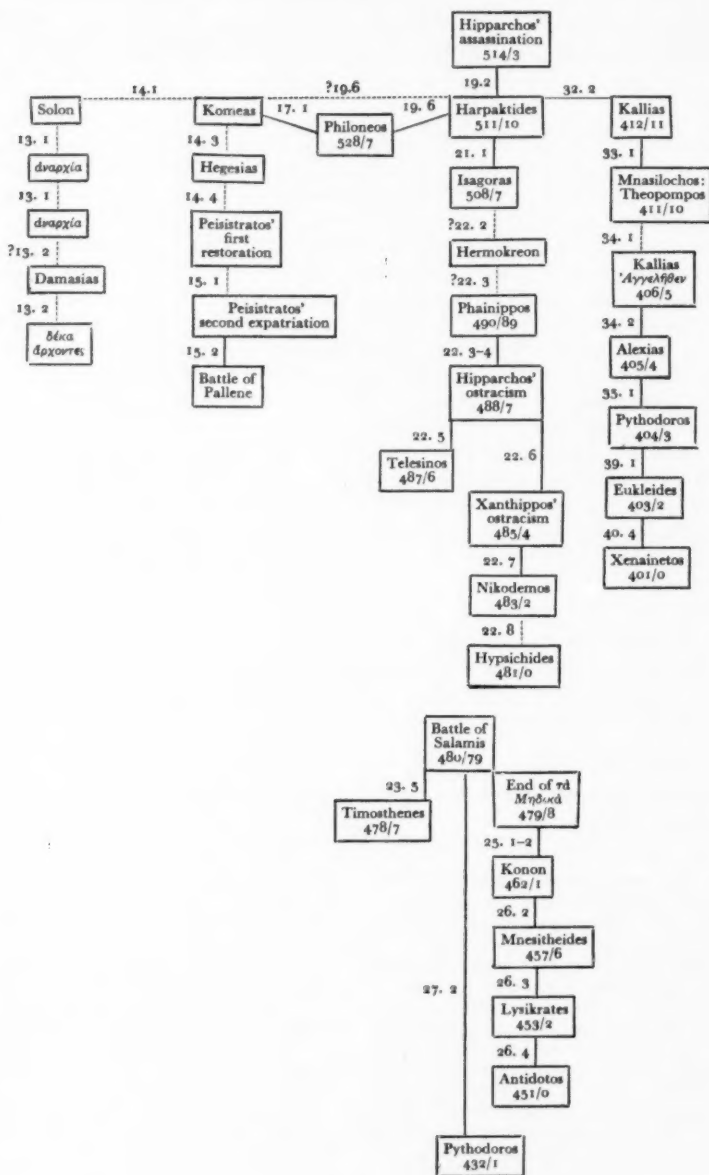 Hipparchos'
assassination
514/3
19.2
14.1
?19.6
32. 2
Solon
Komeas
17. 1
19. 6
Harpaktides
511/10
Kallias
412/11
Philoneos
528/7
13. 1
14. 3
21. 1
33. 1
ἀναρχία
Hegesias
Isagoras
508/7
Mnasilochos:
Theopompos
411/10
13. 1
14. 4
?22. 2
34. 1
ἀναρχία
Peisistratos'
first
restoration
Hermokreon
Kallias
Ἀγγελῆθεν
406/5
?13. 2
15. 1
?22. 3
34. 2
Damasias
Peisistratos'
second expatriation
Phainippos
490/89
Alexias
405/4
13. 2
15. 2
22. 3–4
35. 1
δέκα
ἄρχοντες
Battle of
Pallene
Hipparchos'
ostracism
488/7
Pythodoros
404/3
22. 5
22. 6
39. 1
Telesinos
487/6
Eukleides
403/2
Xanthippos'
ostracism
485/4
40. 4
Xenainetos
401/0
22. 7
Nikodemos
483/2
22. 8
Hypsichides
481/0
Battle of
Salamis
480/79
23. 5
Timosthenes
478/7
End of τὰ
Μηδικά
479/8
25. 1–2
Konon
462/1
26. 2
Mnesitheides
457/6
27. 2
26. 3
Lysikrates
453/2
26. 4
Antidotos
451/0
Pythodoros
432/1